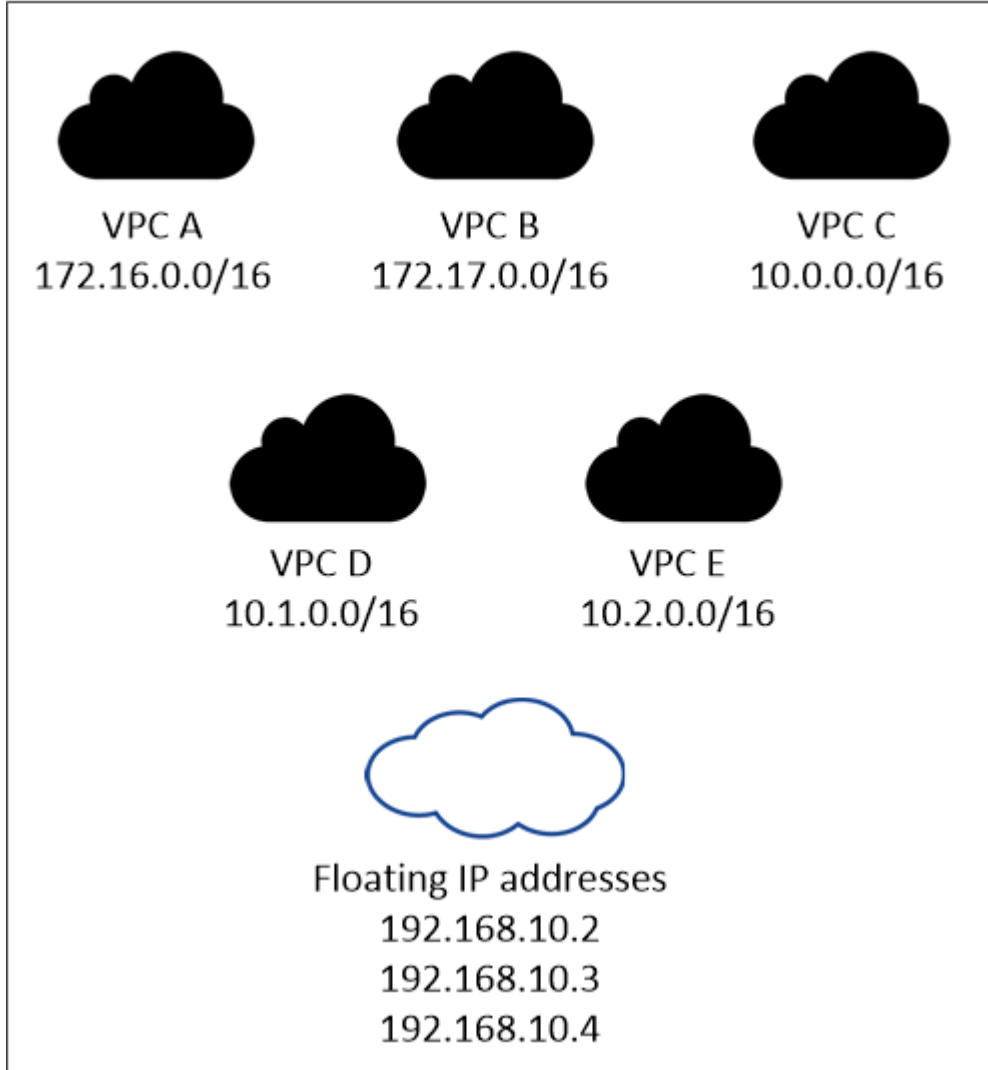 VPC A
172.16.0.0/16
VPC B
172.17.0.0/16
VPC C
10.0.0.0/16
VPC D
10.1.0.0/16
VPC E
10.2.0.0/16
Floating IP addresses
192.168.10.2
192.168.10.3
192.168.10.4